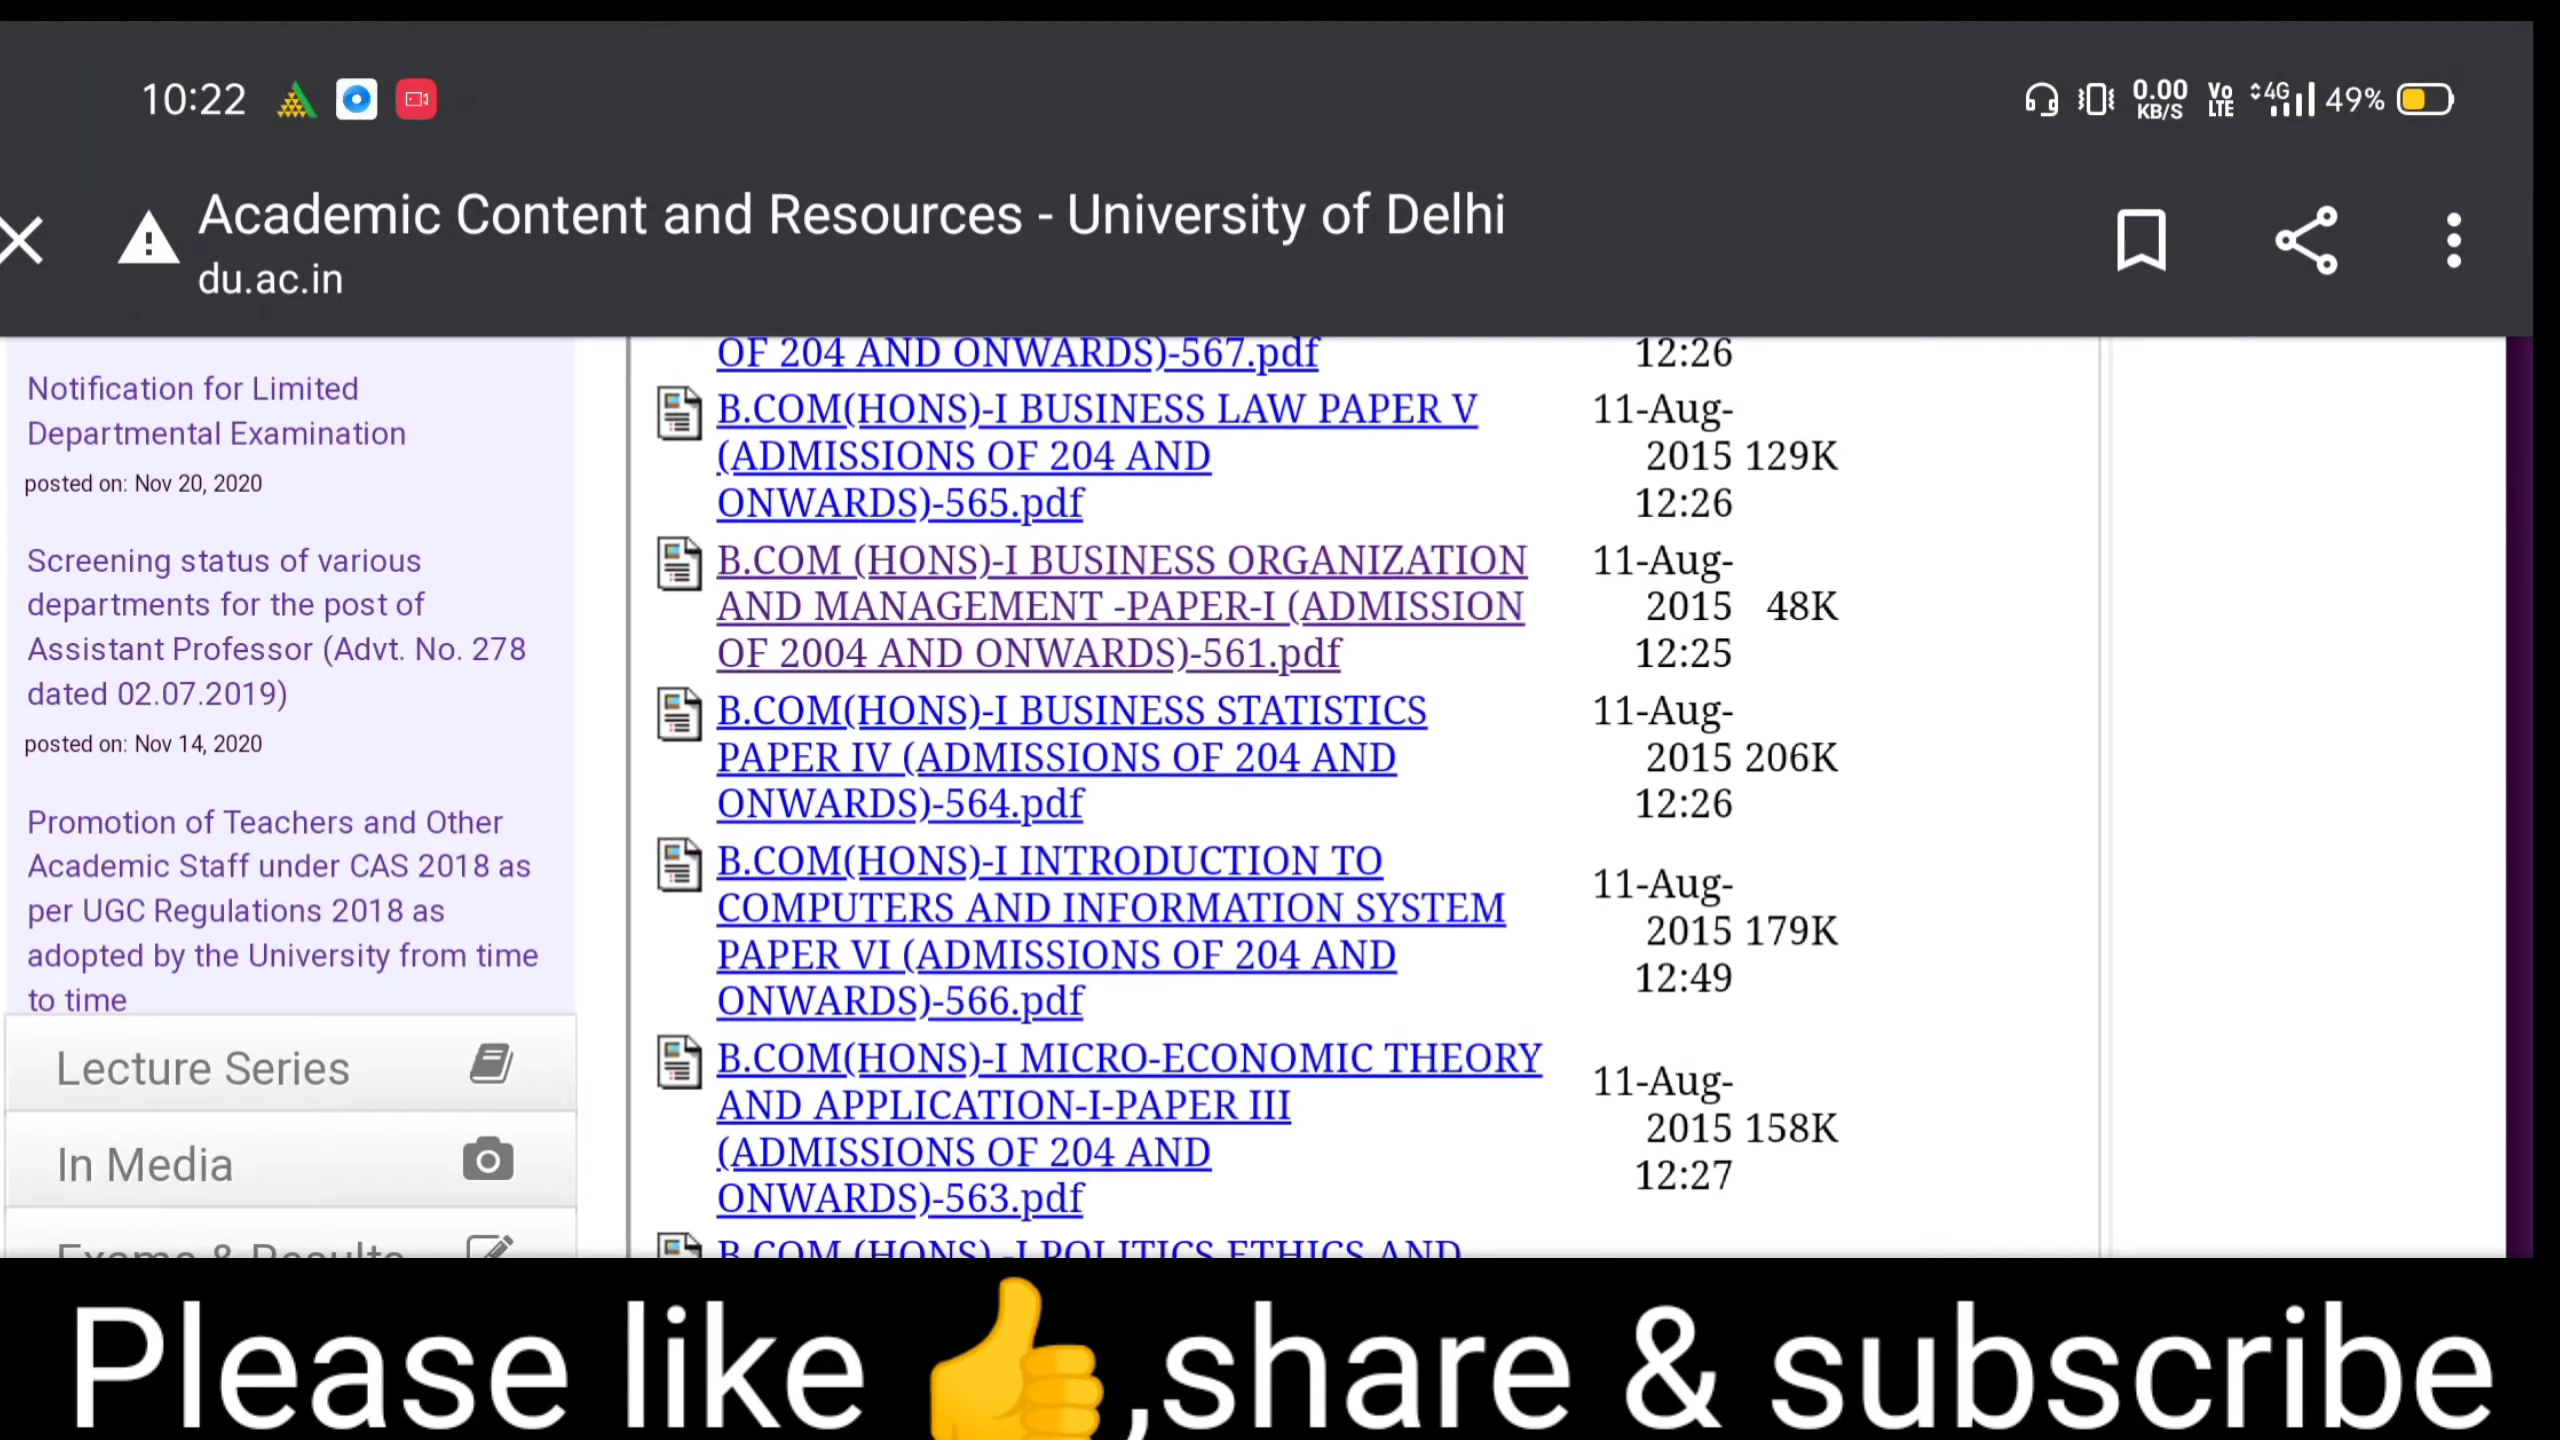 10:22
0.00 KB/S Vo LTE 4G 49%
Academic Content and Resources - University of Delhi
du.ac.in
Notification for Limited
Departmental Examination
posted on: Nov 20, 2020
Screening status of various
departments for the post of
Assistant Professor (Advt. No. 278
dated 02.07.2019)
posted on: Nov 14, 2020
Promotion of Teachers and Other
Academic Staff under CAS 2018 as
per UGC Regulations 2018 as
adopted by the University from time
to time
Lecture Series
In Media
Exams & Results
OF 204 AND ONWARDS)-567.pdf 12:26
B.COM(HONS)-I BUSINESS LAW PAPER V 11-Aug-
(ADMISSIONS OF 204 AND 2015 129K
ONWARDS)-565.pdf 12:26
B.COM (HONS)-I BUSINESS ORGANIZATION 11-Aug-
AND MANAGEMENT -PAPER-I (ADMISSION 2015 48K
OF 2004 AND ONWARDS)-561.pdf 12:25
B.COM(HONS)-I BUSINESS STATISTICS 11-Aug-
PAPER IV (ADMISSIONS OF 204 AND 2015 206K
ONWARDS)-564.pdf 12:26
B.COM(HONS)-I INTRODUCTION TO 11-Aug-
COMPUTERS AND INFORMATION SYSTEM 2015 179K
PAPER VI (ADMISSIONS OF 204 AND 12:49
ONWARDS)-566.pdf
B.COM(HONS)-I MICRO-ECONOMIC THEORY 11-Aug-
AND APPLICATION-I-PAPER III 2015 158K
(ADMISSIONS OF 204 AND 12:27
ONWARDS)-563.pdf
B.COM (HONS) -I POLITICS ETHICS AND
Please like 👍,share & subscribe